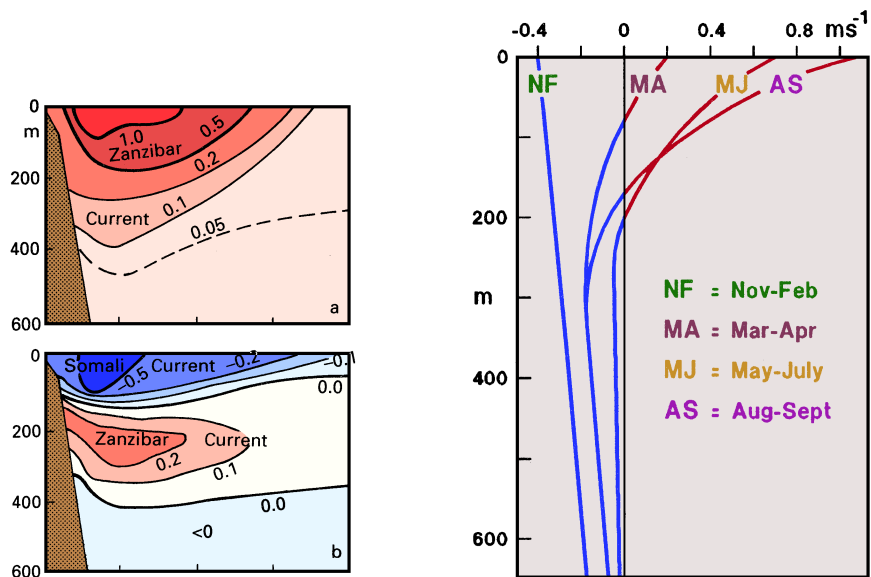 0
m
200
400
600
1.0
0.5
Zanzibar
0.2
0.1
Current
0.05
a
0
200
400
600
Somali Current
-0.5
-0.2
-0.1
0.0
Zanzibar Current
0.2
0.1
0.0
<0
b
-0.4 0 0.4 0.8 ms-1
0
NF MA MJ AS
200
m
NF = Nov-Feb
MA = Mar-Apr
MJ = May-July
AS = Aug-Sept
400
600